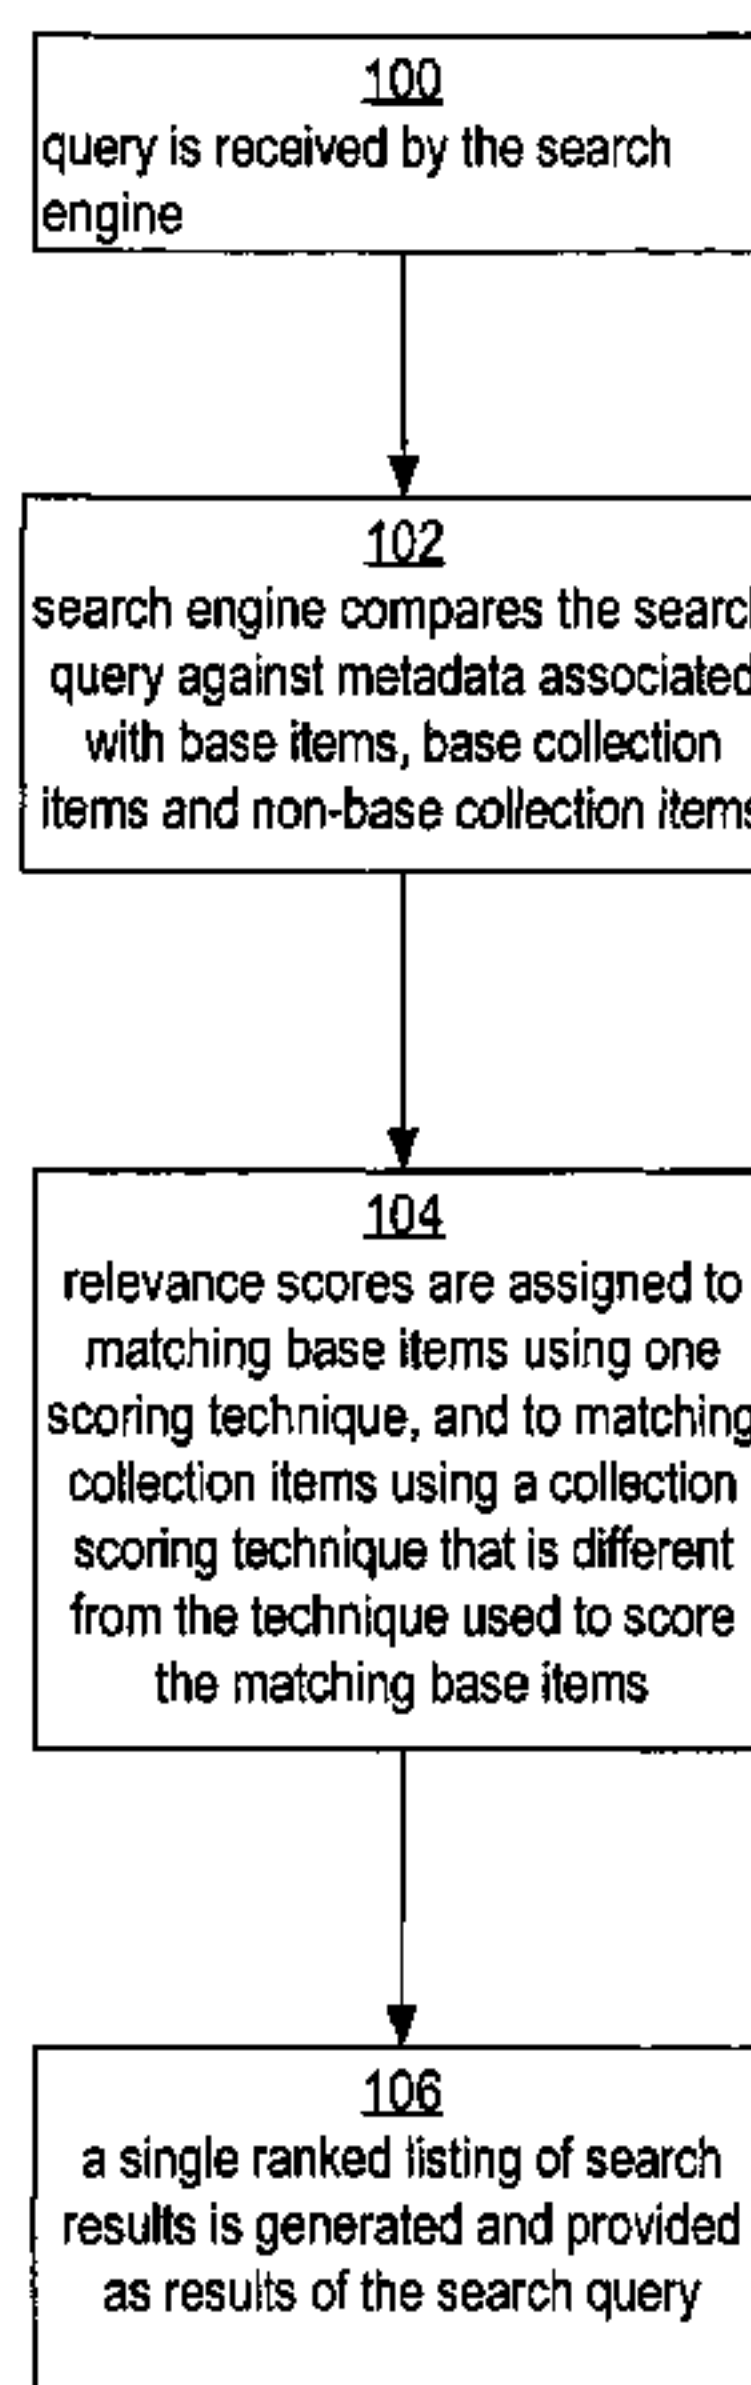 100
query is received by the search
engine
102
search engine compares the search
query against metadata associated
with base items, base collection
items and non-base collection items
104
relevance scores are assigned to
matching base items using one
scoring technique, and to matching
collection items using a collection
scoring technique that is different
from the technique used to score
the matching base items
106
a single ranked listing of search
results is generated and provided
as results of the search query